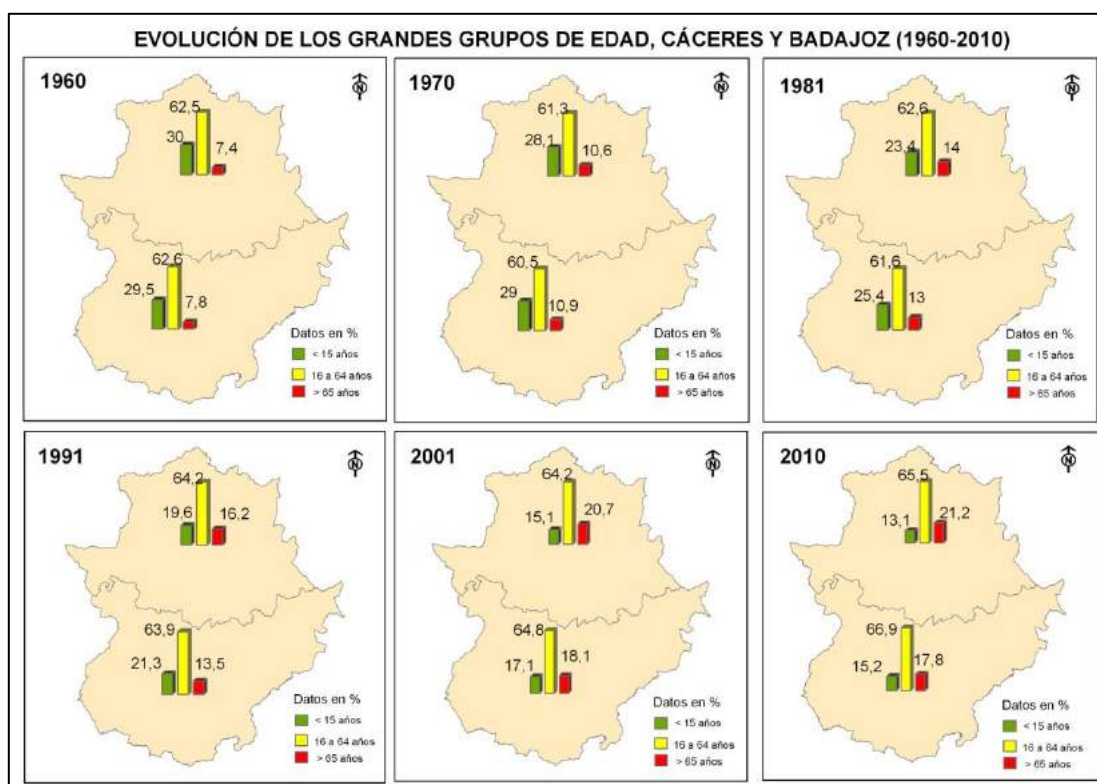 EVOLUCIÓN DE LOS GRANDES GRUPOS DE EDAD, CÁCERES Y BADAJOZ (1960-2010)
1960
N
62,5
30
7,4
62,6
29,5
7,8
Datos en %
< 15 años
16 a 64 años
> 65 años
1970
N
61,3
28,1
10,6
60,5
29
10,9
Datos en %
< 15 años
16 a 64 años
> 65 años
1981
N
62,6
23,4
14
61,6
25,4
13
Datos en %
< 15 años
16 a 64 años
> 65 años
1991
N
64,2
19,6
16,2
63,9
21,3
13,5
Datos en %
< 15 años
16 a 64 años
> 65 años
2001
N
64,2
15,1
20,7
64,8
17,1
18,1
Datos en %
< 15 años
16 a 64 años
> 65 años
2010
N
65,5
13,1
21,2
66,9
15,2
17,8
Datos en %
< 15 años
16 a 64 años
> 65 años